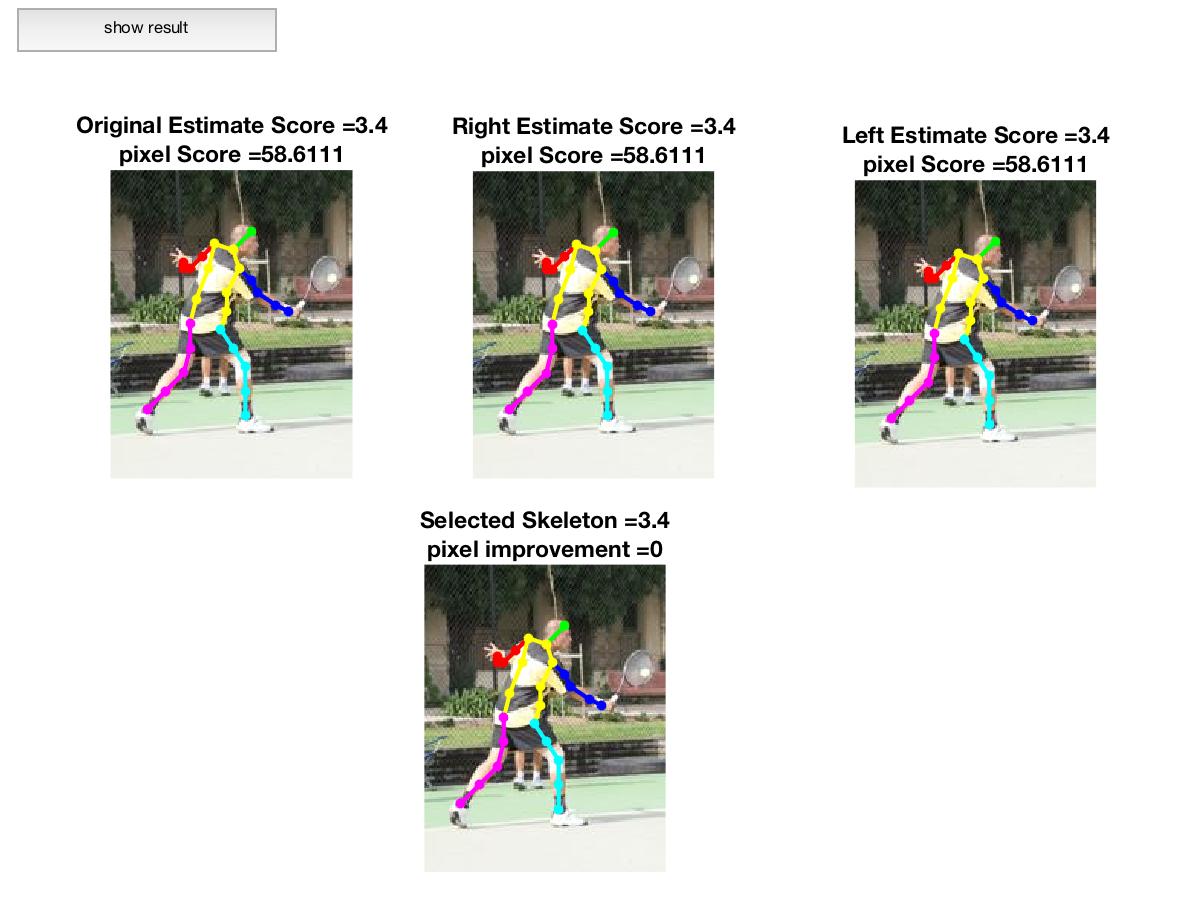 show result
Original Estimate Score =3.4
pixel Score =58.6111
Right Estimate Score =3.4
pixel Score =58.6111
Left Estimate Score =3.4
pixel Score =58.6111
Selected Skeleton =3.4
pixel improvement =0